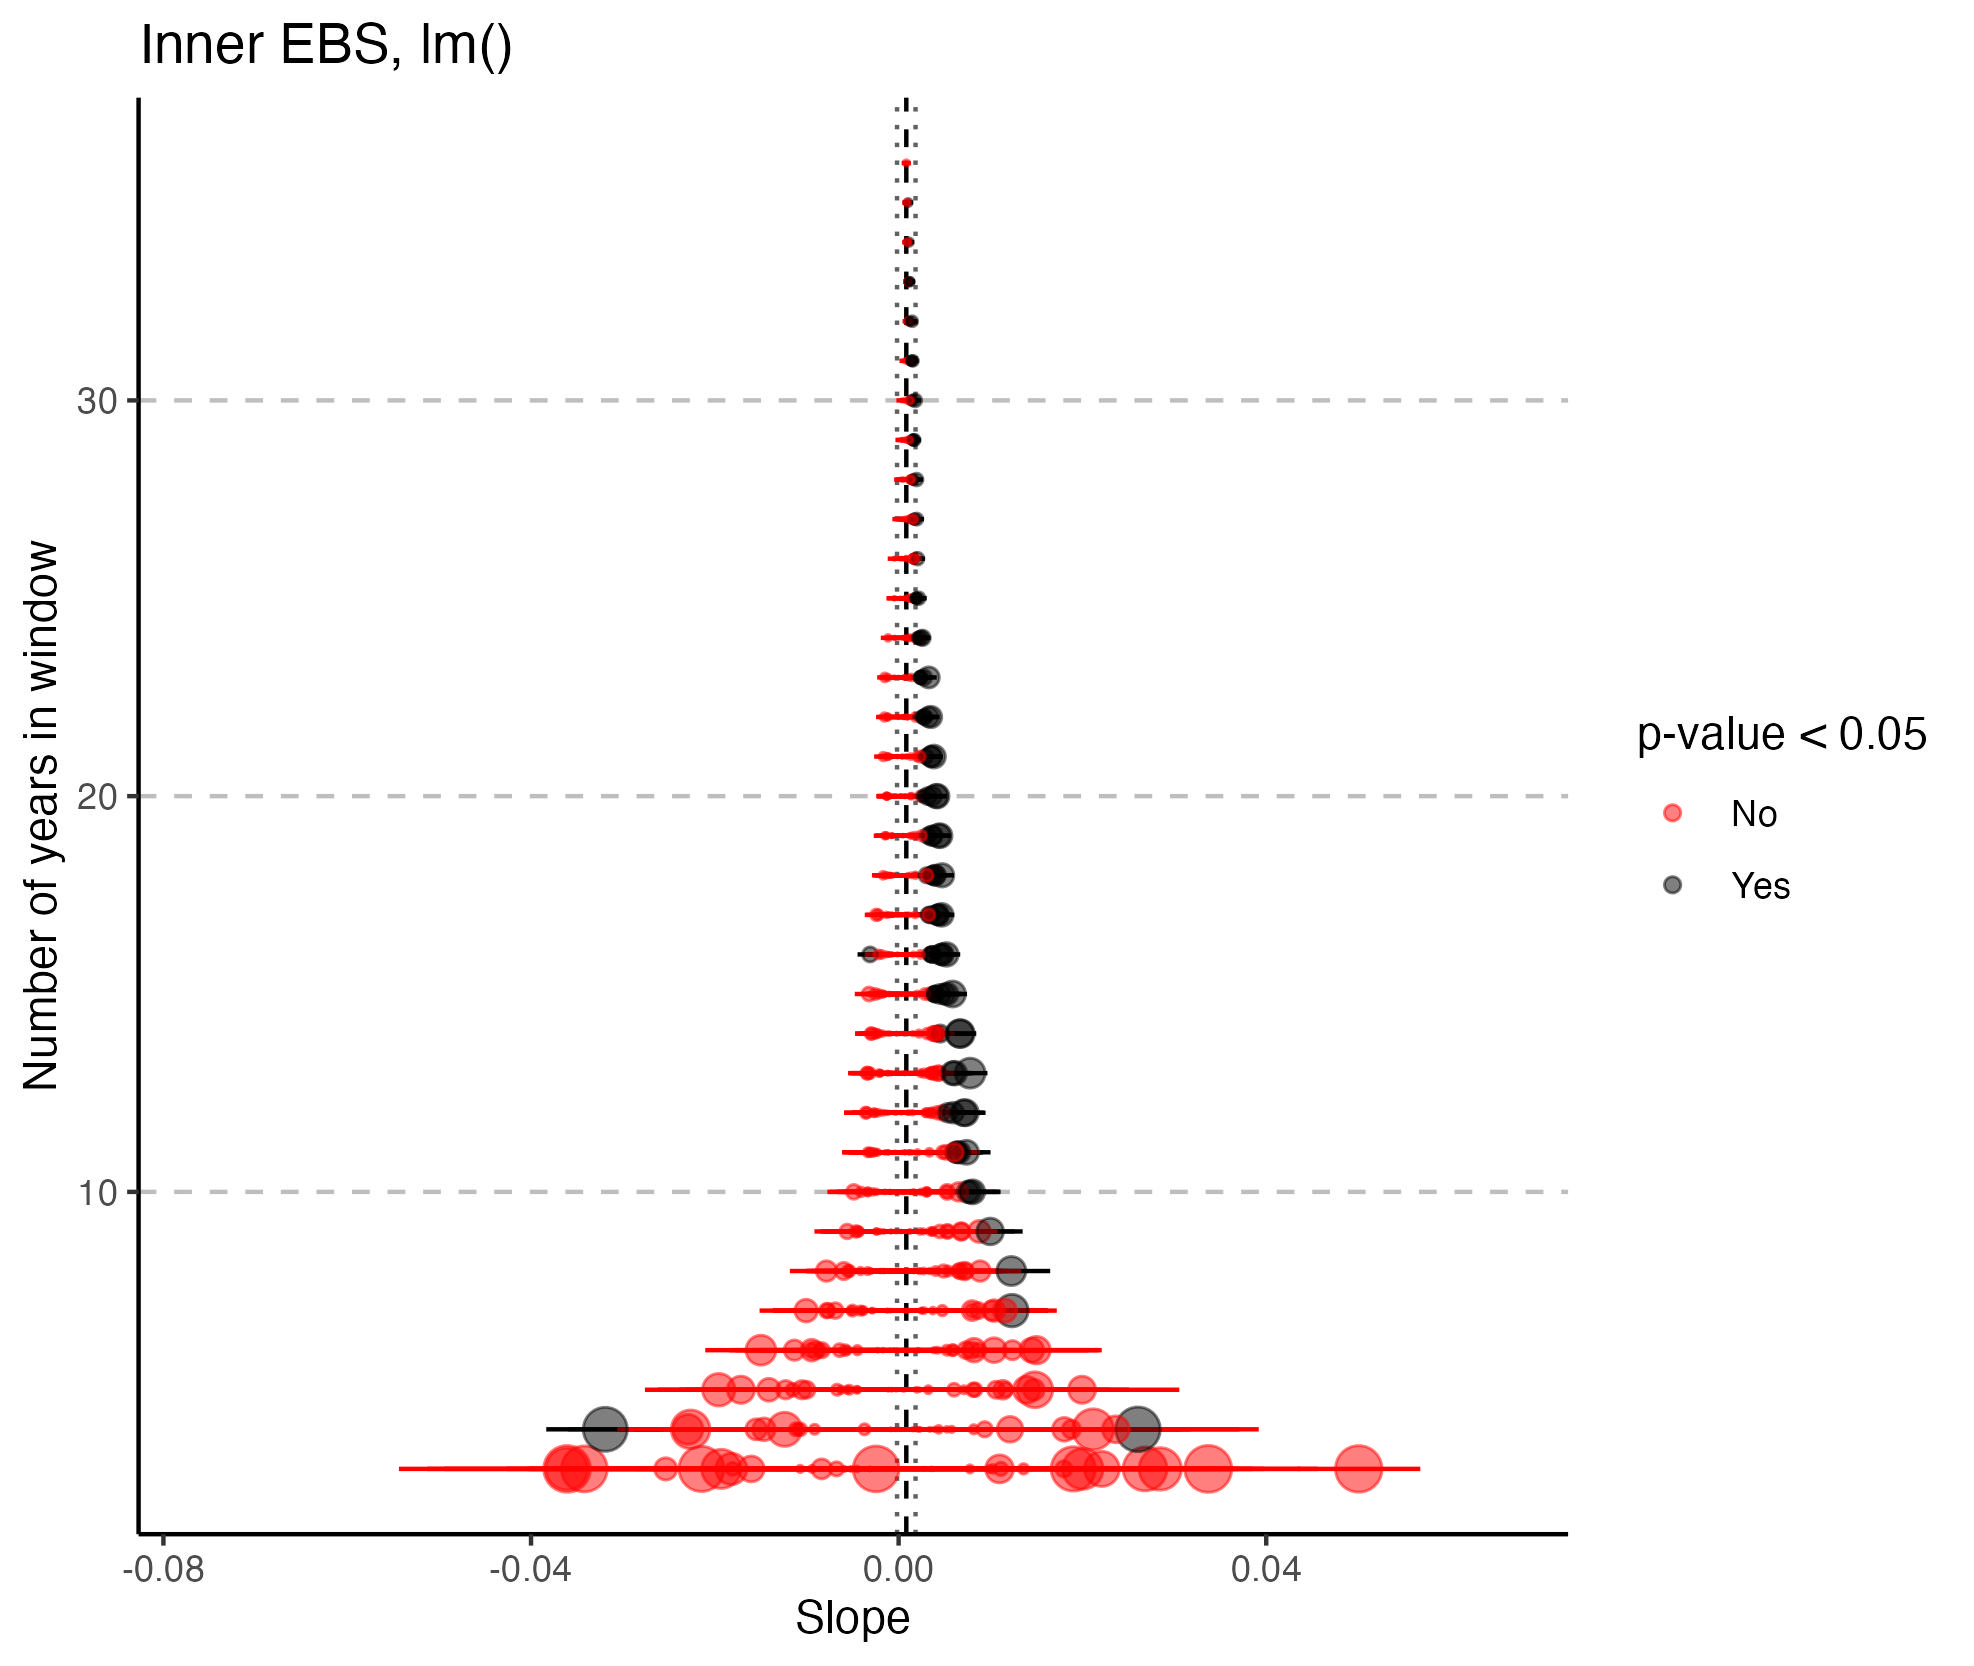 Inner EBS, lm()
Number of years in window
30
20
10
-0.08
-0.04
0.00
0.04
Slope
p-value < 0.05
No
Yes